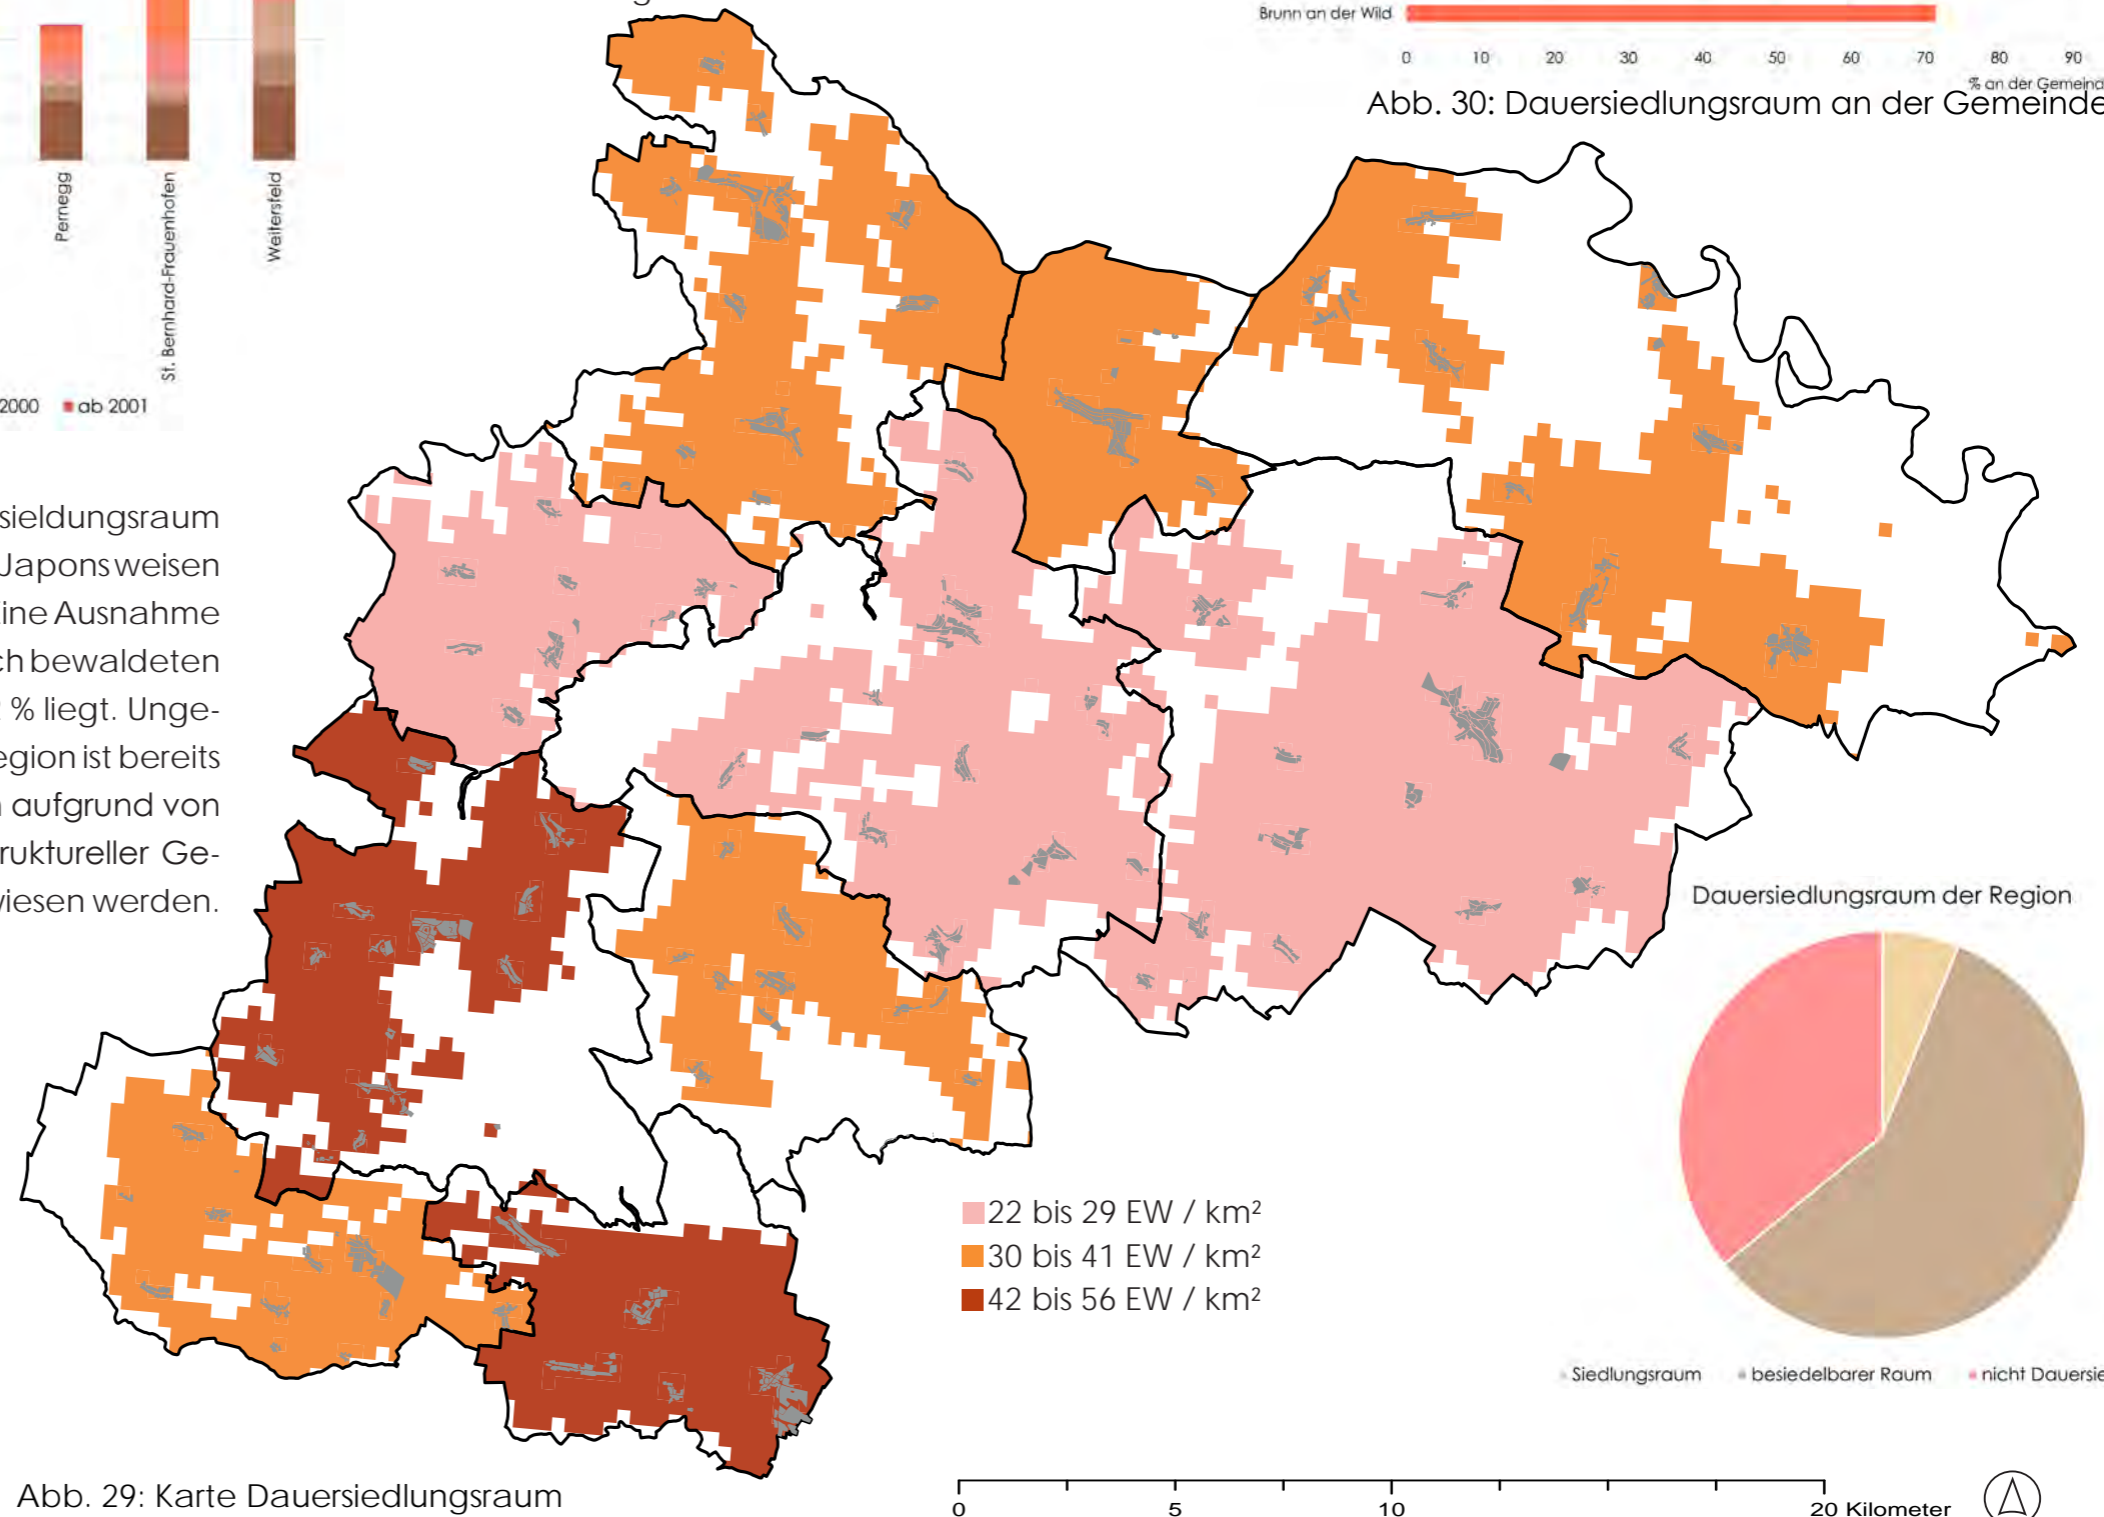 Brunn an der Wild
0 10 20 30 40 50 60 70 80 90
% an der Gemeind
Abb. 30: Dauersiedlungsraum an der Gemeinde
Pernegg
St. Bernhard-Frauenhofen
Weitersfeld
2000 ab 2001
sieldungsraum
Japons weisen
ine Ausnahme
ch bewaldeten
% liegt. Unge-
egion ist bereits
aufgrund von
ruktureller Ge-
wiesen werden.
22 bis 29 EW / km²
30 bis 41 EW / km²
42 bis 56 EW / km²
Dauersiedlungsraum der Region
Siedlungsraum besiedelbarer Raum nicht Dauersie
Abb. 29: Karte Dauersiedlungsraum
0 5 10 20 Kilometer